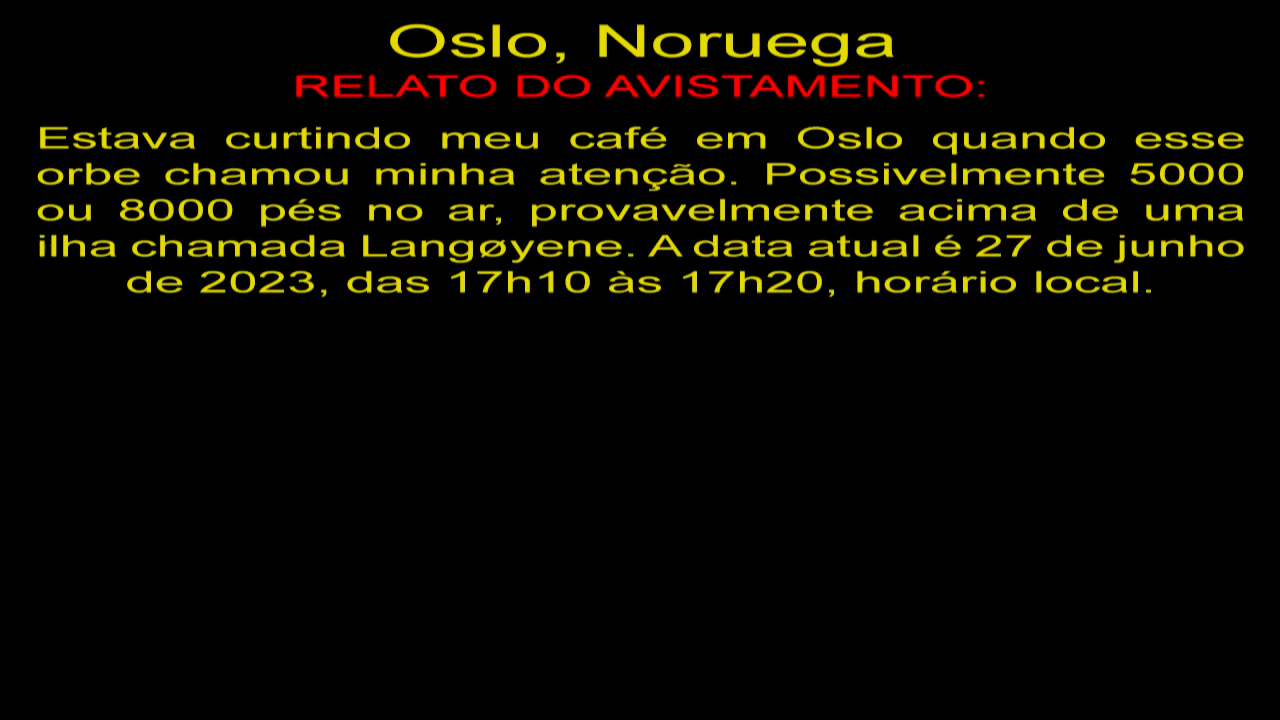 Oslo, Noruega
RELATO DO AVISTAMENTO:
Estava curtindo meu café em Oslo quando esse
orbe chamou minha atenção. Possivelmente 5000
ou 8000 pés no ar, provavelmente acima de uma
ilha chamada Langøyene. A data atual é 27 de junho
de 2023, das 17h10 às 17h20, horário local.